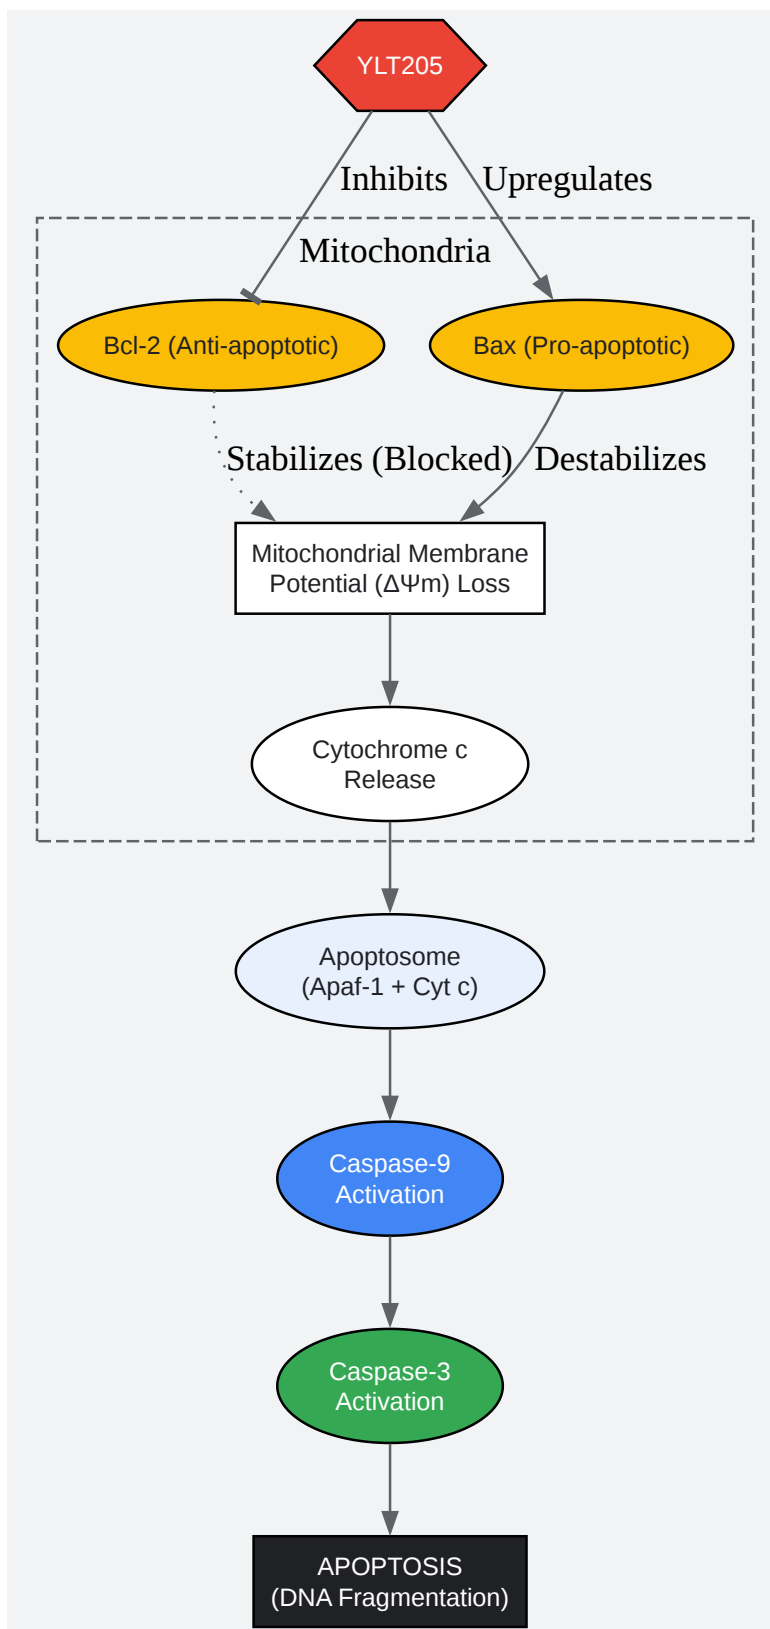 YLT205
Inhibits
Upregulates
Mitochondria
Bcl-2 (Anti-apoptotic)
Bax (Pro-apoptotic)
Stabilizes (Blocked)
Destabilizes
Mitochondrial Membrane
Potential (ΔΨm) Loss
Cytochrome c
Release
Apoptosome
(Apaf-1 + Cyt c)
Caspase-9
Activation
Caspase-3
Activation
APOPTOSIS
(DNA Fragmentation)